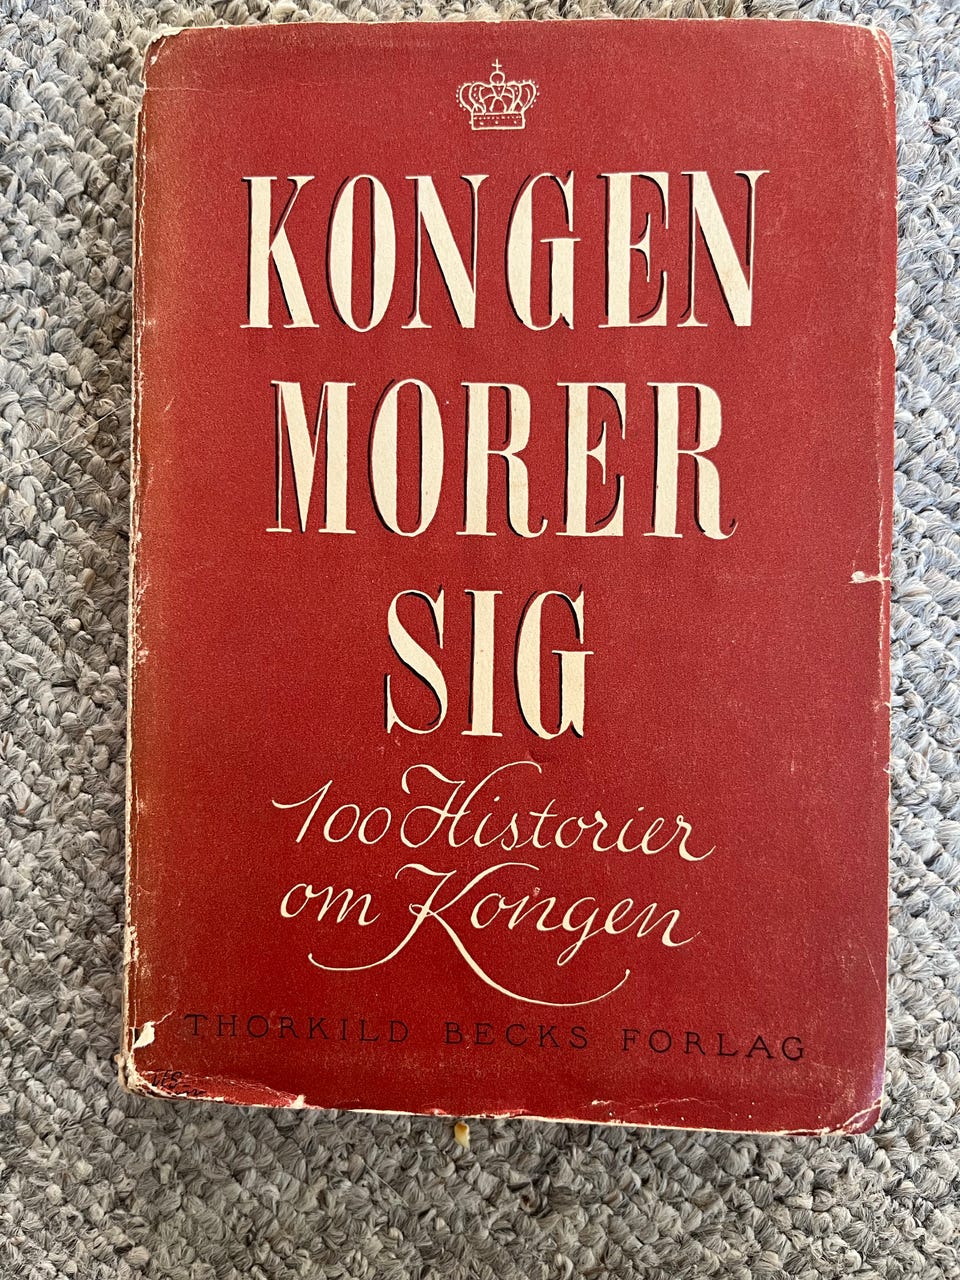 KONGEN
MORER
SIG
100 Historier
om Kongen
THORKILD BECKS FORLAG